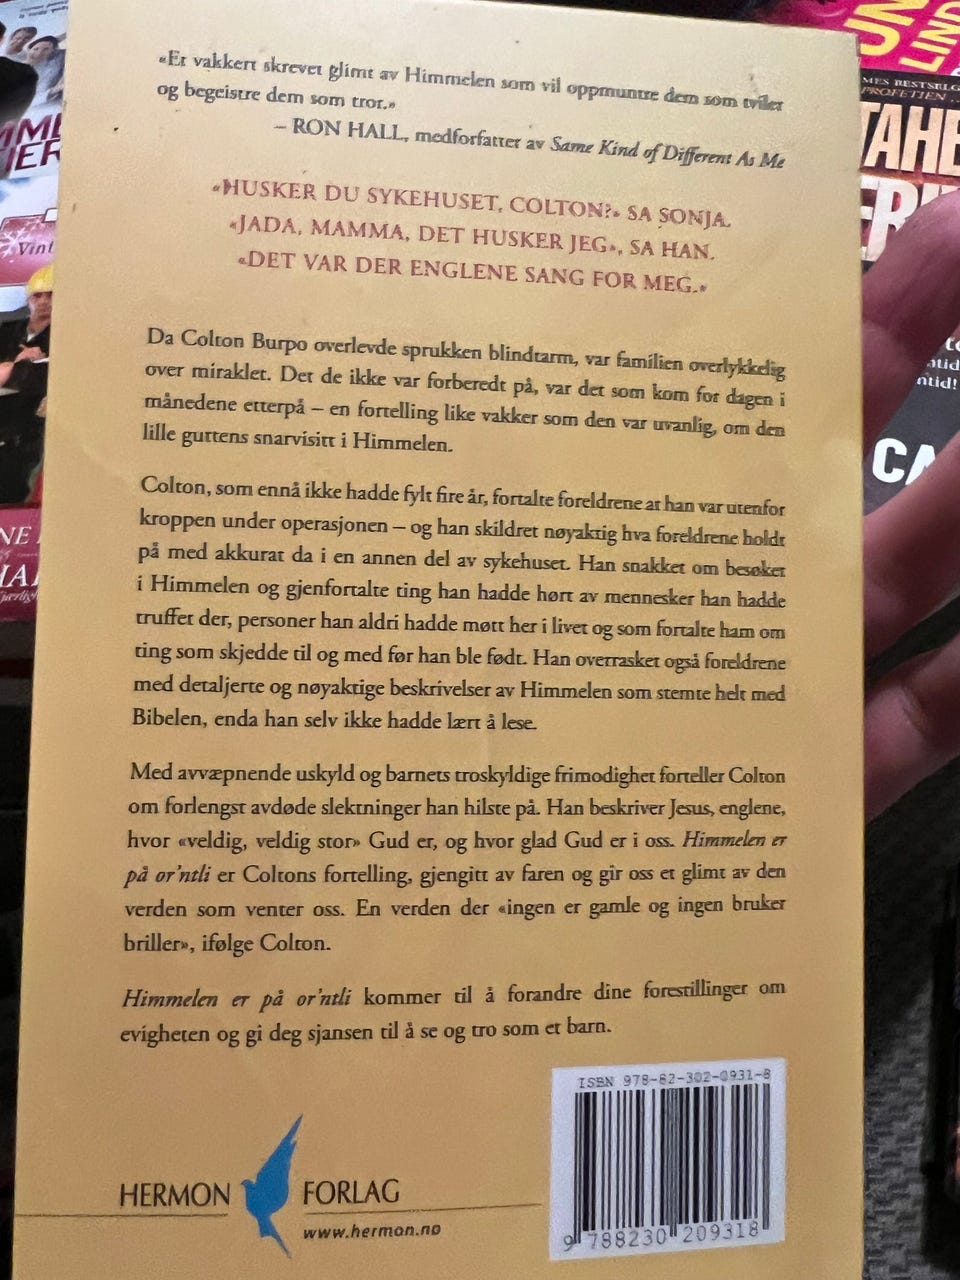 «Et vakkert skrevet glimt av Himmelen som vil oppmuntre dem som tviler
og begeistre dem som tror.»
– RON HALL, medforfatter av Same Kind of Different As Me
«HUSKER DU SYKEHUSET, COLTON?» SA SONJA.
«JADA, MAMMA, DET HUSKER JEG», SA HAN.
«DET VAR DER ENGLENE SANG FOR MEG.»
Da Colton Burpo overlevde sprukken blindtarm, var familien overlykkelig
over miraklet. Det de ikke var forberedt på, var det som kom for dagen i
månedene etterpå – en fortelling like vakker som den var uvanlig, om den
lille guttens snarvisitt i Himmelen.
Colton, som ennå ikke hadde fylt fire år, fortalte foreldrene at han var utenfor
kroppen under operasjonen – og han skildret nøyaktig hva foreldrene holdt
på med akkurat da i en annen del av sykehuset. Han snakket om besøket
i Himmelen og gjenfortalte ting han hadde hørt av mennesker han hadde
truffet der, personer han aldri hadde møtt her i livet og som fortalte ham om
ting som skjedde til og med før han ble født. Han overrasket også foreldrene
med detaljerte og nøyaktige beskrivelser av Himmelen som stemte helt med
Bibelen, enda han selv ikke hadde lært å lese.
Med avvæpnende uskyld og barnets troskyldige frimodighet forteller Colton
om forlengst avdøde slektninger han hilste på. Han beskriver Jesus, englene,
hvor «veldig, veldig stor» Gud er, og hvor glad Gud er i oss. Himmelen er
på or'ntli er Coltons fortelling, gjengitt av faren og gir oss et glimt av den
verden som venter oss. En verden der «ingen er gamle og ingen bruker
briller», ifølge Colton.
Himmelen er på or'ntli kommer til å forandre dine forestillinger om
evigheten og gi deg sjansen til å se og tro som et barn.
ISBN 978-82-302-0931-8
9 788230 209318
HERMON FORLAG
www.hermon.no